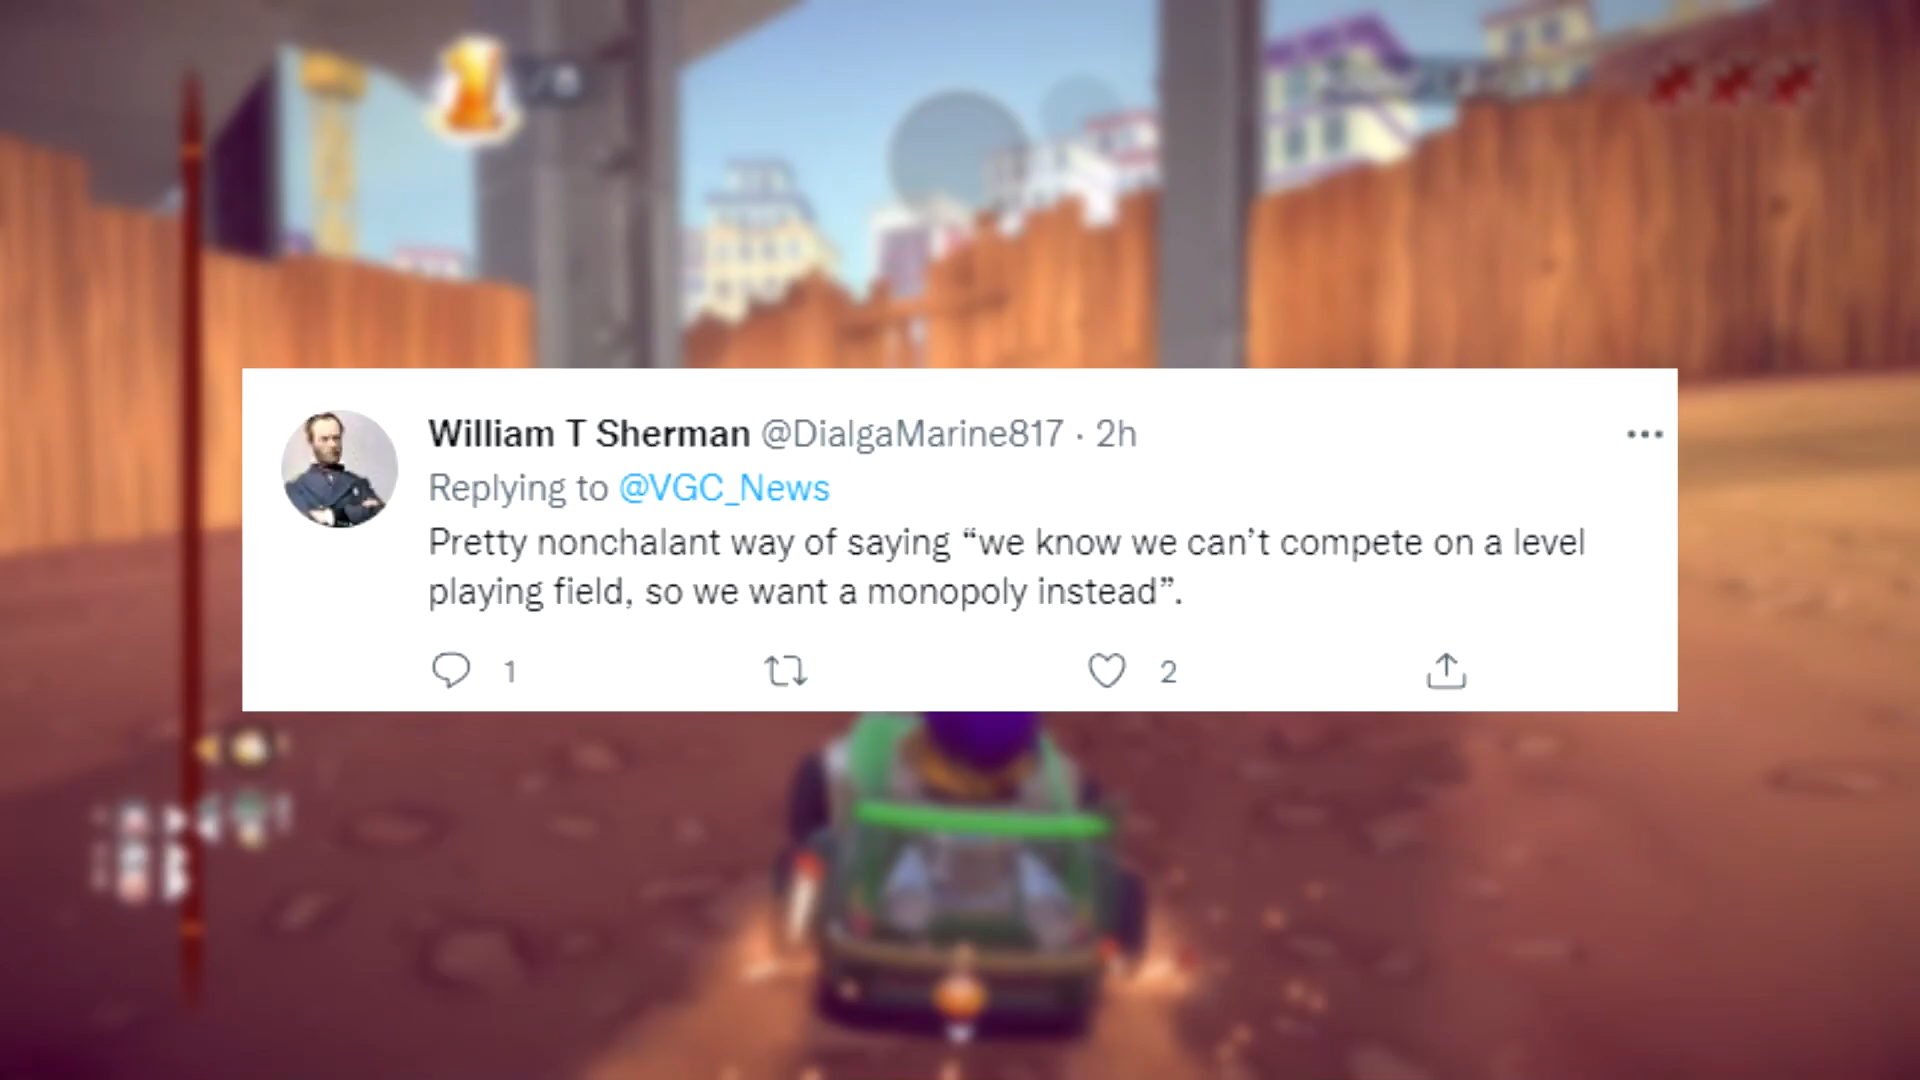 William T Sherman @DialgaMarine817 · 2h
Replying to @VGC_News
Pretty nonchalant way of saying “we know we can’t compete on a level
playing field, so we want a monopoly instead”.
1 2